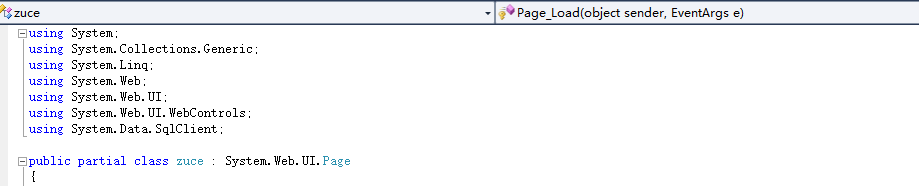 zuce
Page_Load(object sender, EventArgs e)
using System;
using System.Collections.Generic;
using System.Linq;
using System.Web;
using System.Web.UI;
using System.Web.UI.WebControls;
using System.Data.SqlClient;
public partial class zuce : System.Web.UI.Page
{